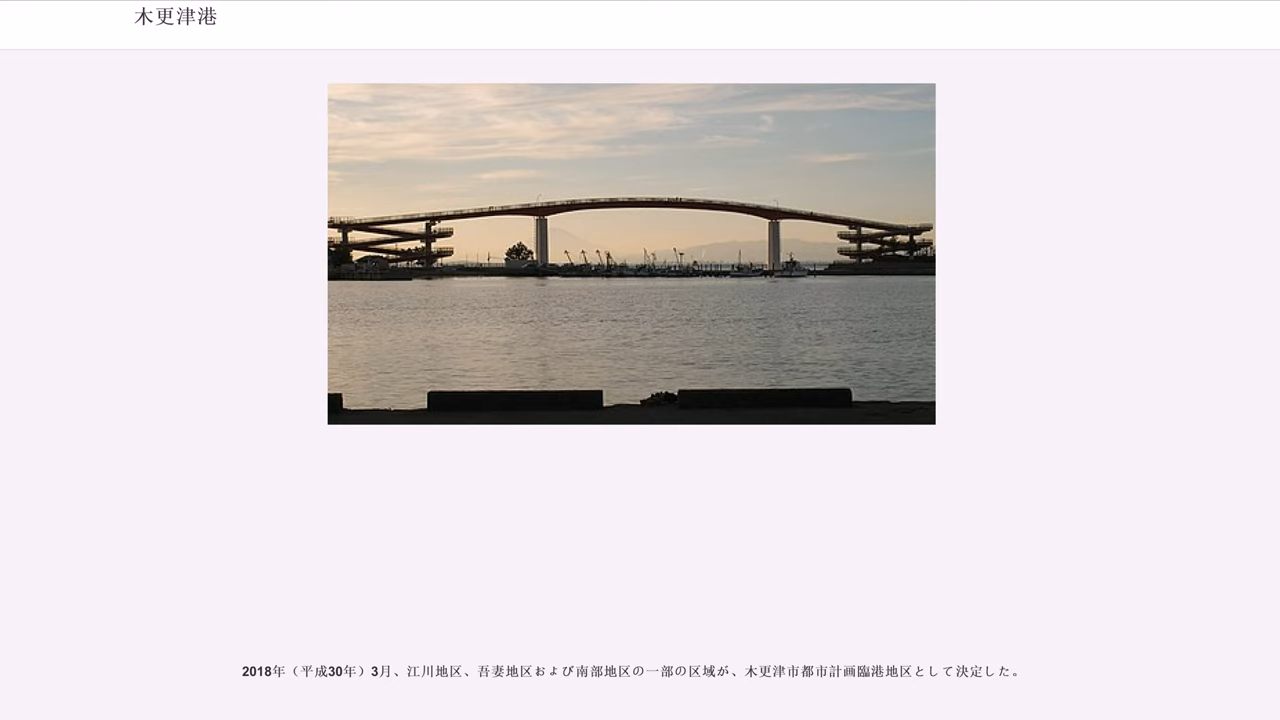 木更津港
2018年（平成30年）3月、江川地区、吾妻地区および南部地区の一部の区域が、木更津市都市計画臨港地区として決定した。